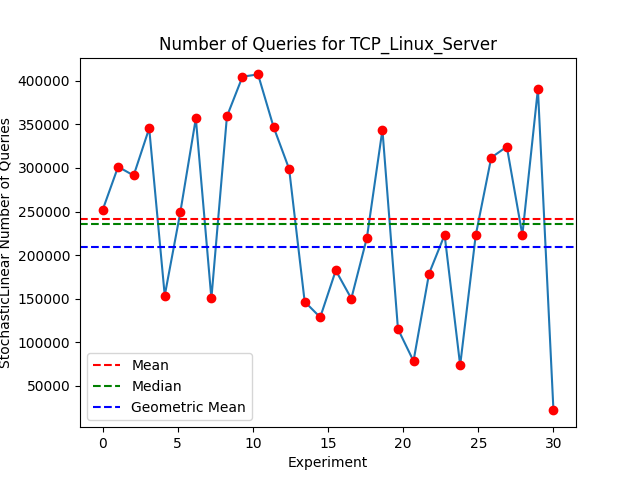 Number of Queries for TCP_Linux_Server
StochasticLinear Number of Queries
400000
350000
300000
250000
200000
150000
100000
50000
Mean
Median
Geometric Mean
0 5 10 15 20 25 30
Experiment